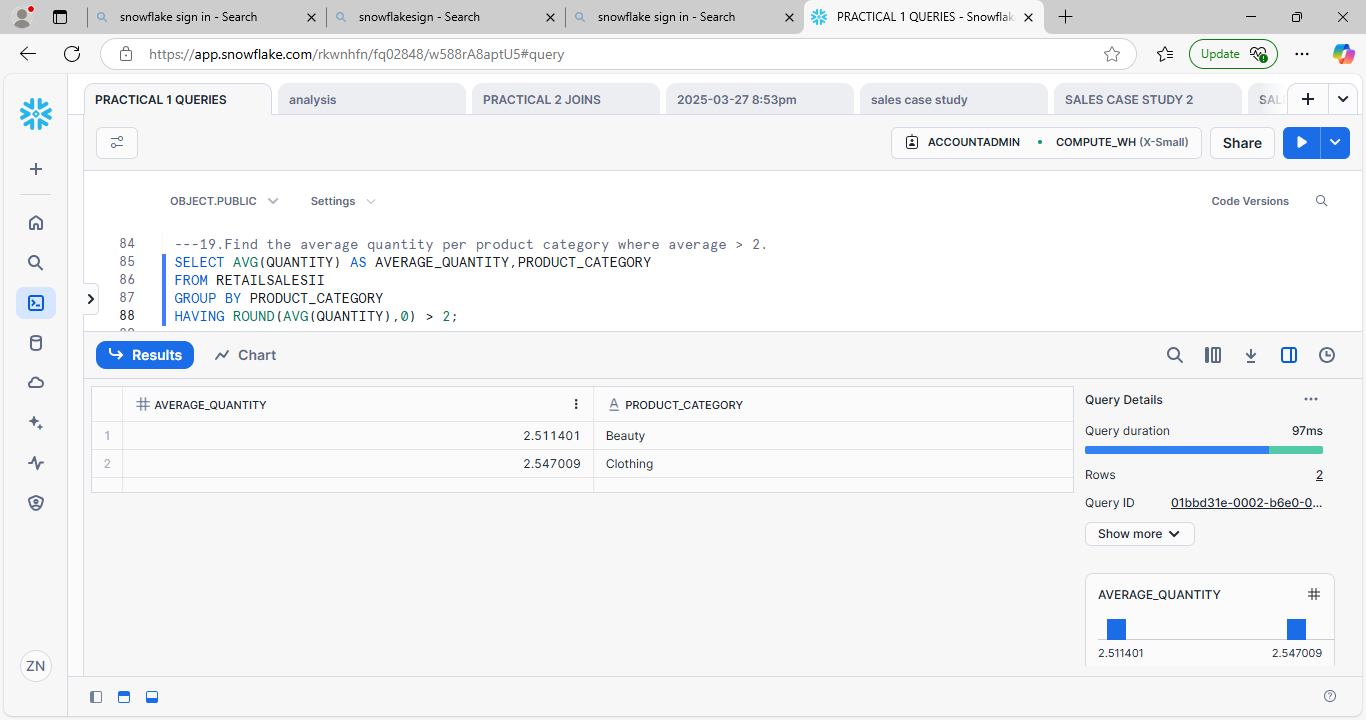 snowflake sign in - Search
snowflakesign - Search
snowflake sign in - Search
PRACTICAL 1 QUERIES - Snowflak
https://app.snowflake.com/rkwnhfn/fq02848/w588rA8aptU5#query
Update
PRACTICAL 1 QUERIES
analysis
PRACTICAL 2 JOINS
2025-03-27 8:53pm
sales case study
SALES CASE STUDY 2
SAL
ACCOUNTADMIN
COMPUTE_WH (X-Small)
Share
OBJECT.PUBLIC
Settings
Code Versions
84 ---19.Find the average quantity per product category where average > 2.
85 SELECT AVG(QUANTITY) AS AVERAGE_QUANTITY,PRODUCT_CATEGORY
86 FROM RETAILSALESII
87 GROUP BY PRODUCT_CATEGORY
88 HAVING ROUND(AVG(QUANTITY),0) > 2;
Results
Chart
AVERAGE_QUANTITY
PRODUCT_CATEGORY
1 2.511401 Beauty
2 2.547009 Clothing
Query Details
Query duration 97ms
Rows 2
Query ID 01bbd31e-0002-b6e0-0...
Show more
AVERAGE_QUANTITY
2.511401 2.547009
ZN